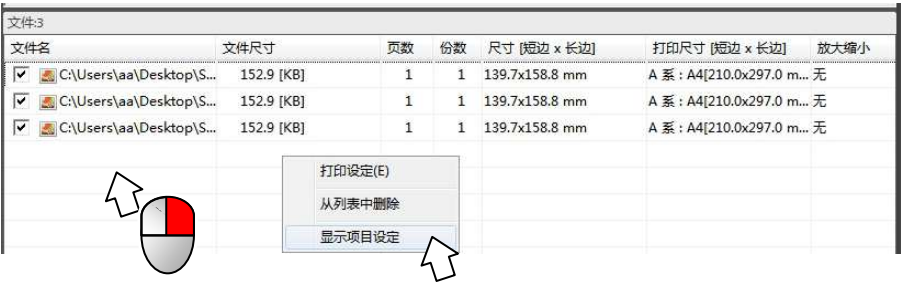 文件:3
文件名 文件尺寸 页数 份数 尺寸 [短边 x 长边] 打印尺寸 [短边 x 长边] 放大缩小
C:\Users\aa\Desktop\S... 152.9 [KB] 1 1 139.7x158.8 mm A 系 : A4[210.0x297.0 m... 无
C:\Users\aa\Desktop\S... 152.9 [KB] 1 1 139.7x158.8 mm A 系 : A4[210.0x297.0 m... 无
C:\Users\aa\Desktop\S... 152.9 [KB] 1 1 139.7x158.8 mm A 系 : A4[210.0x297.0 m... 无
打印设定(E)
从列表中删除
显示项目设定